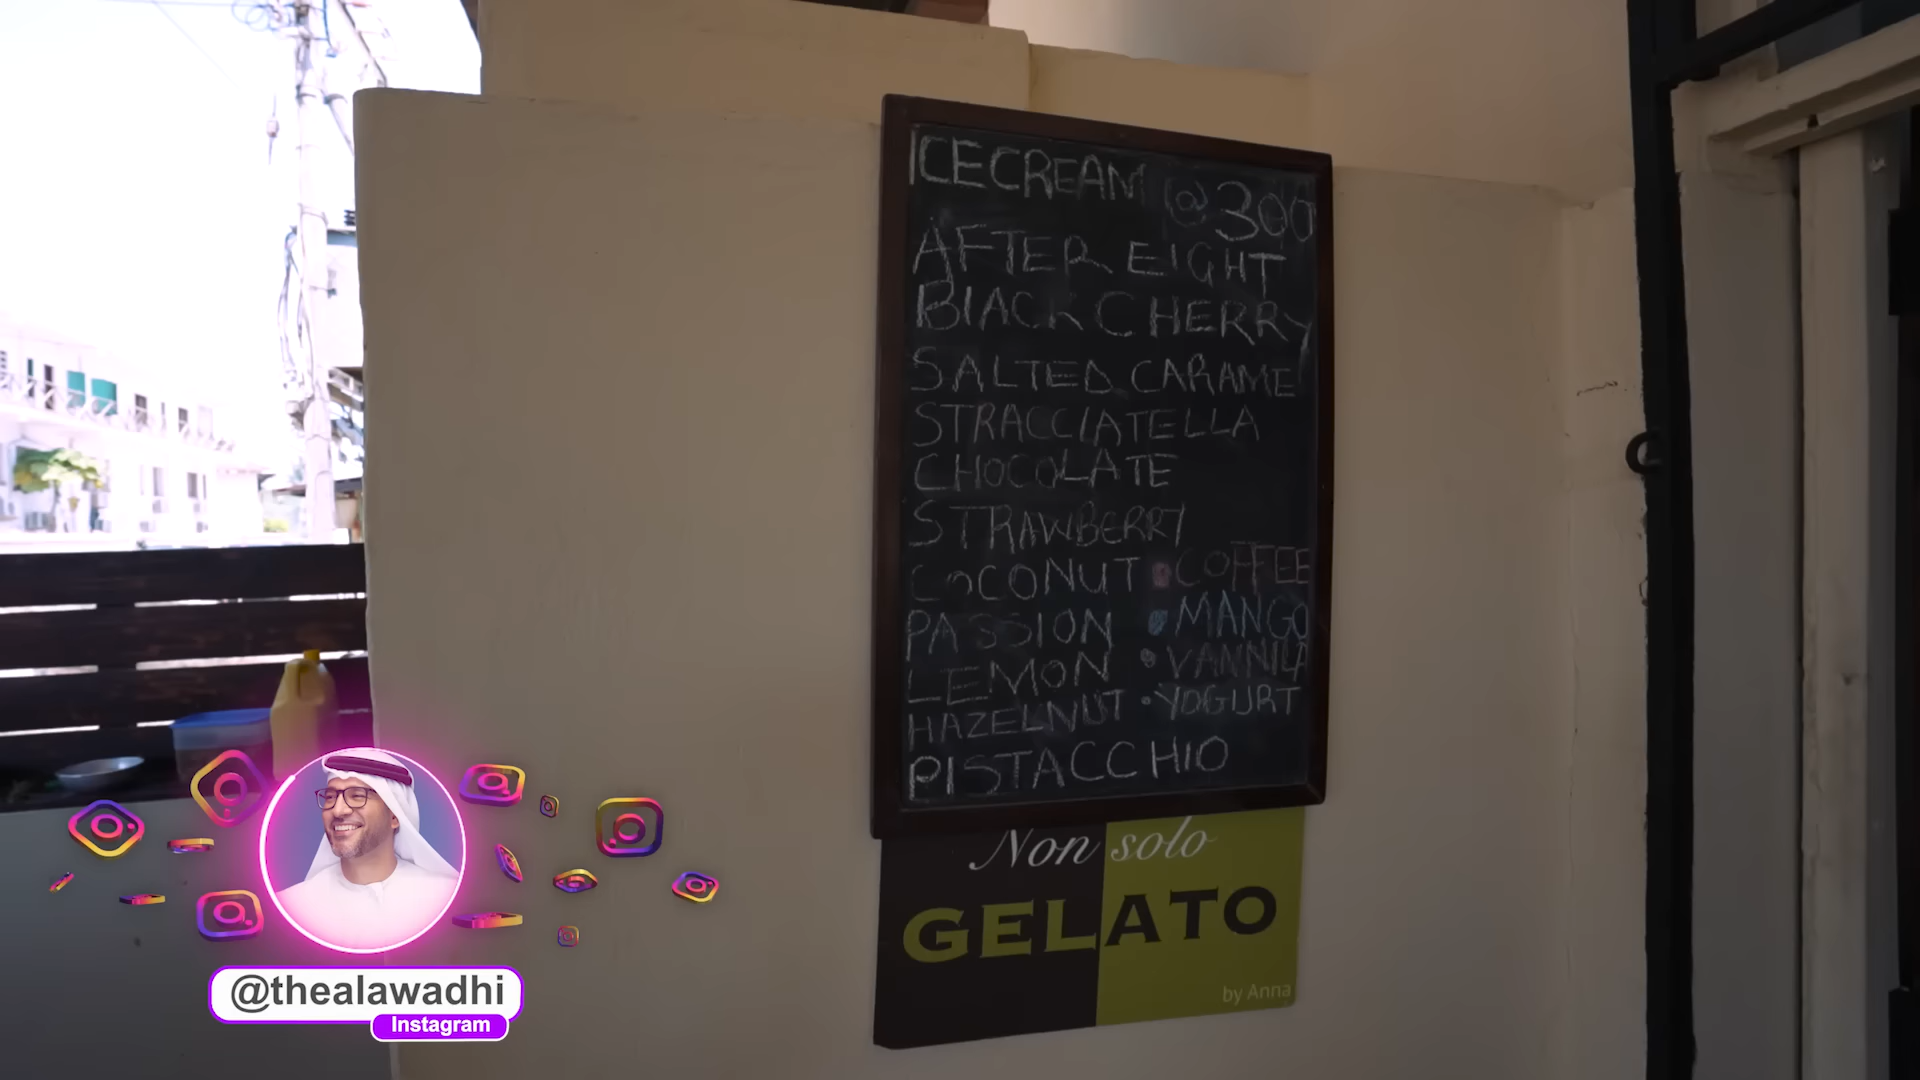 ICECREAM @ 300
AFTER EIGHT
BLACK CHERRY
SALTED CARAMEL
STRACCIATELLA
CHOCOLATE
STRAWBERRY
COCONUT • COFFEE
PASSION • MANGO
LEMON • VANNILA
HAZELNUT • YOGURT
PISTACCHIO
Non solo
GELATO
by Anna
@thealawadhi
Instagram